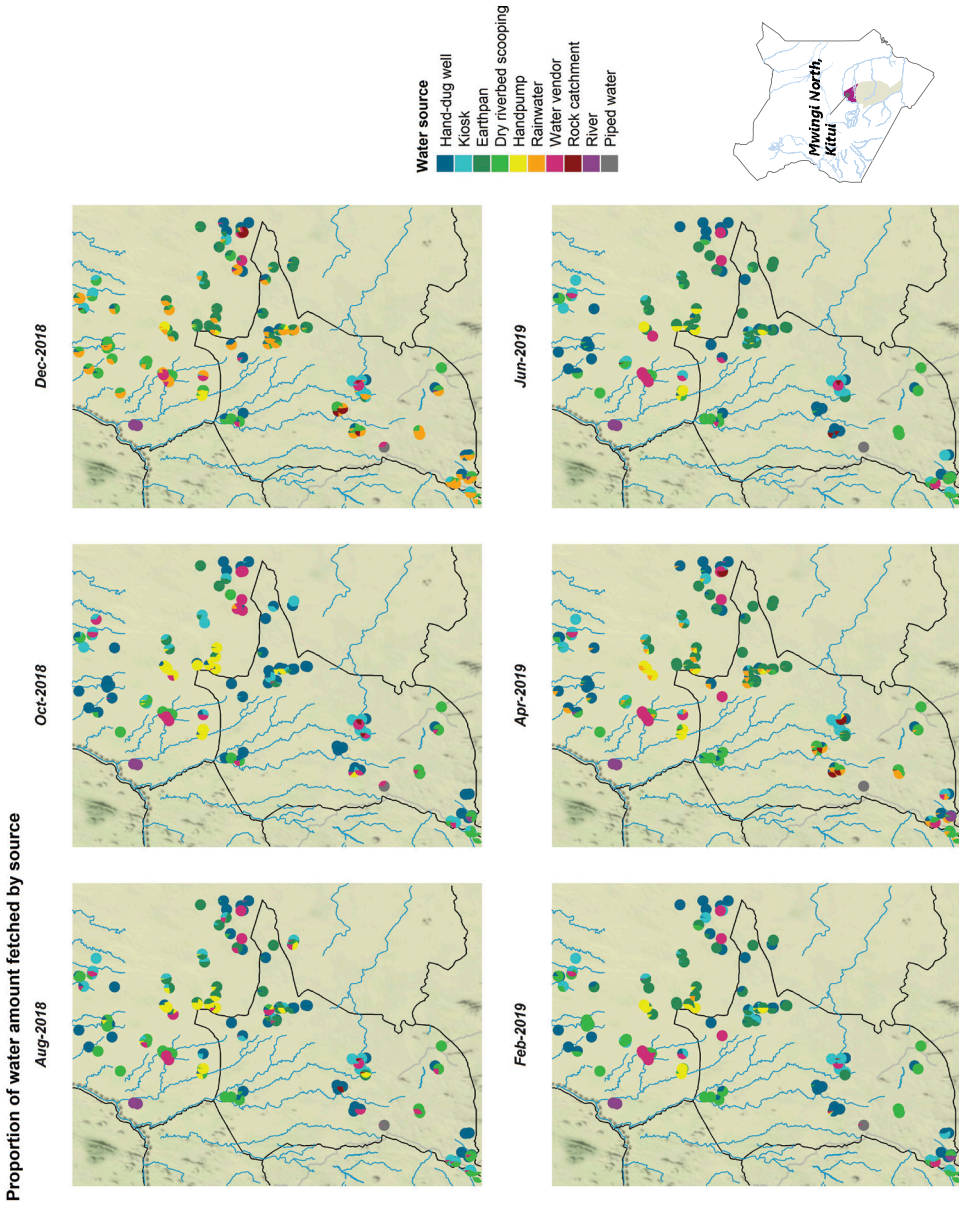 Proportion of water amount fetched by source
Aug-2018
Oct-2018
Dec-2018
Feb-2019
Apr-2019
Jun-2019
Water source
Hand-dug well
Kiosk
Earthpan
Dry riverbed scooping
Handpump
Rainwater
Water vendor
Rock catchment
River
Piped water
Mwingi North,
Kitui